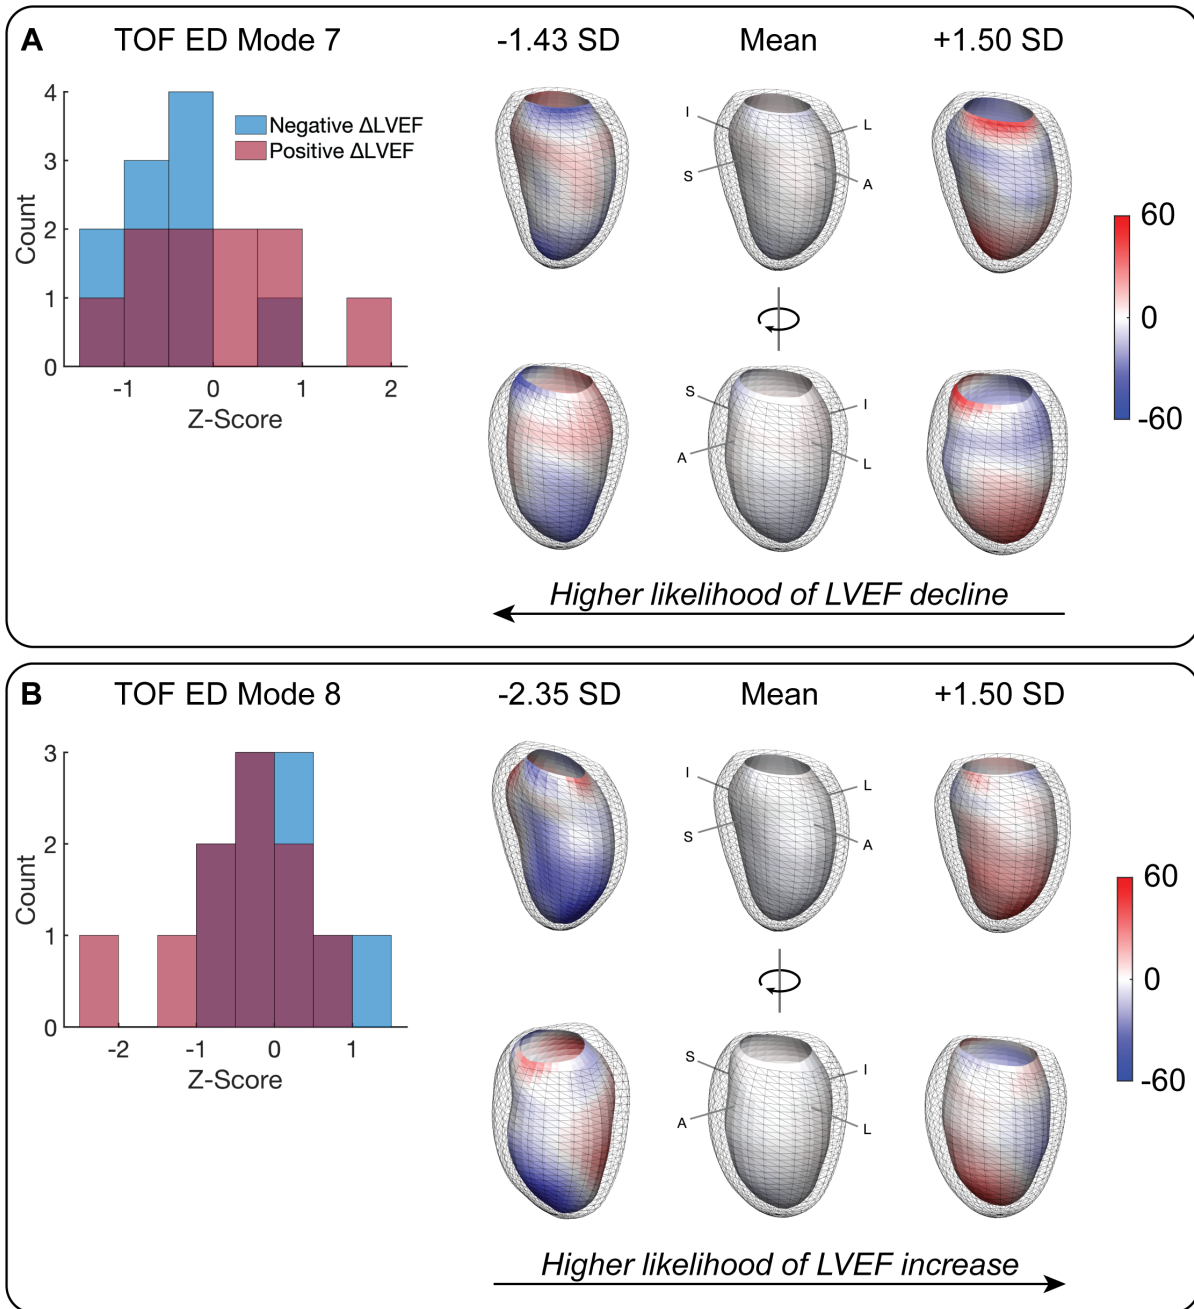 A
TOF ED Mode 7
-1.43 SD
Mean
+1.50 SD
4
3
2
1
0
Count
Negative ΔLVEF
Positive ΔLVEF
-1
0
1
2
Z-Score
I
L
S
A
S
I
A
L
60
0
-60
Higher likelihood of LVEF decline
B
TOF ED Mode 8
-2.35 SD
Mean
+1.50 SD
3
2
1
0
Count
-2
-1
0
1
Z-Score
I
L
S
A
S
I
A
L
60
0
-60
Higher likelihood of LVEF increase